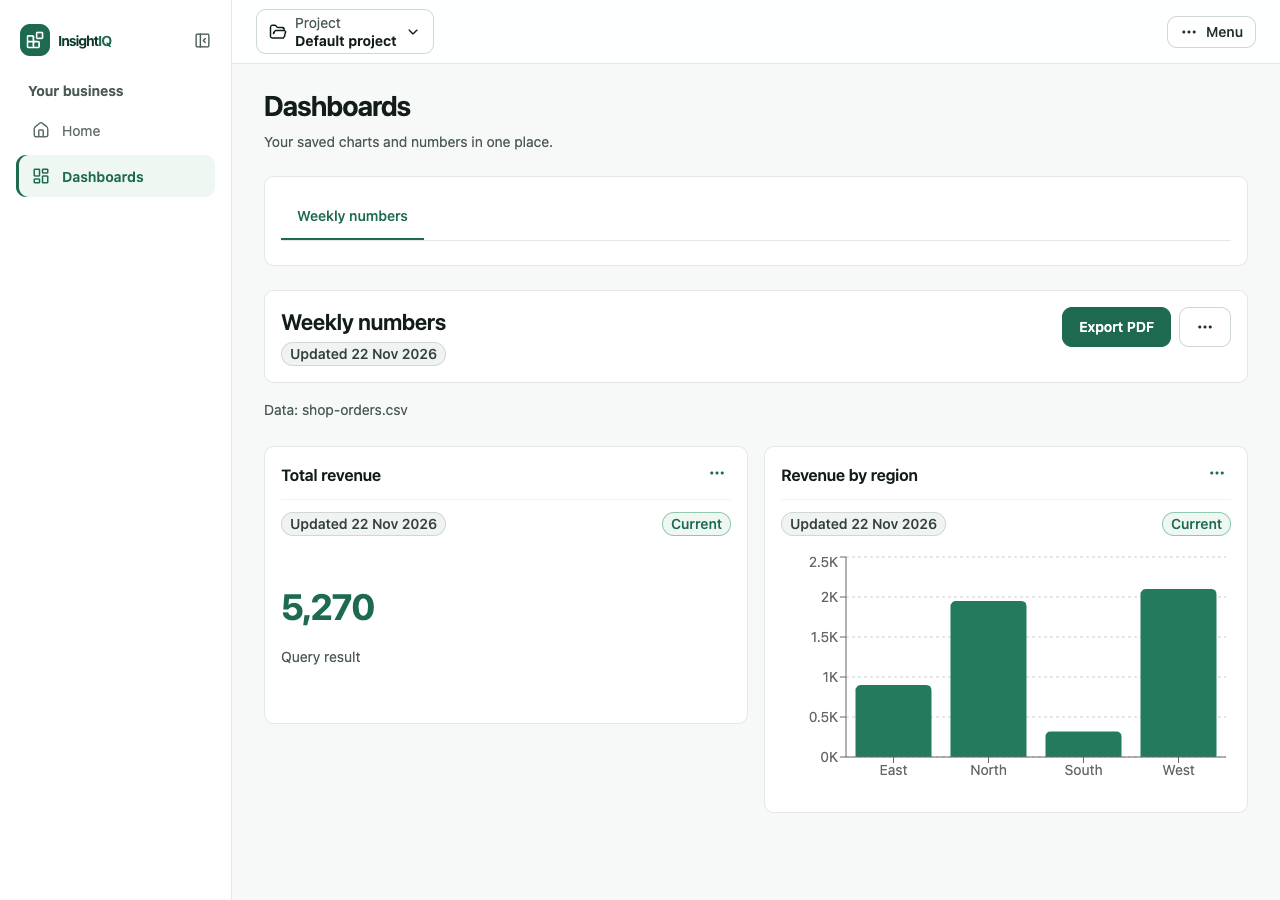 InsightIQ
Your business
Home
Dashboards
Project
Default project
Menu
Dashboards
Your saved charts and numbers in one place.
Weekly numbers
Weekly numbers
Updated 22 Nov 2026
Export PDF
Data: shop-orders.csv
Total revenue
Updated 22 Nov 2026
Current
5,270
Query result
Revenue by region
Updated 22 Nov 2026
Current
2.5K
2K
1.5K
1K
0.5K
0K
East North South West